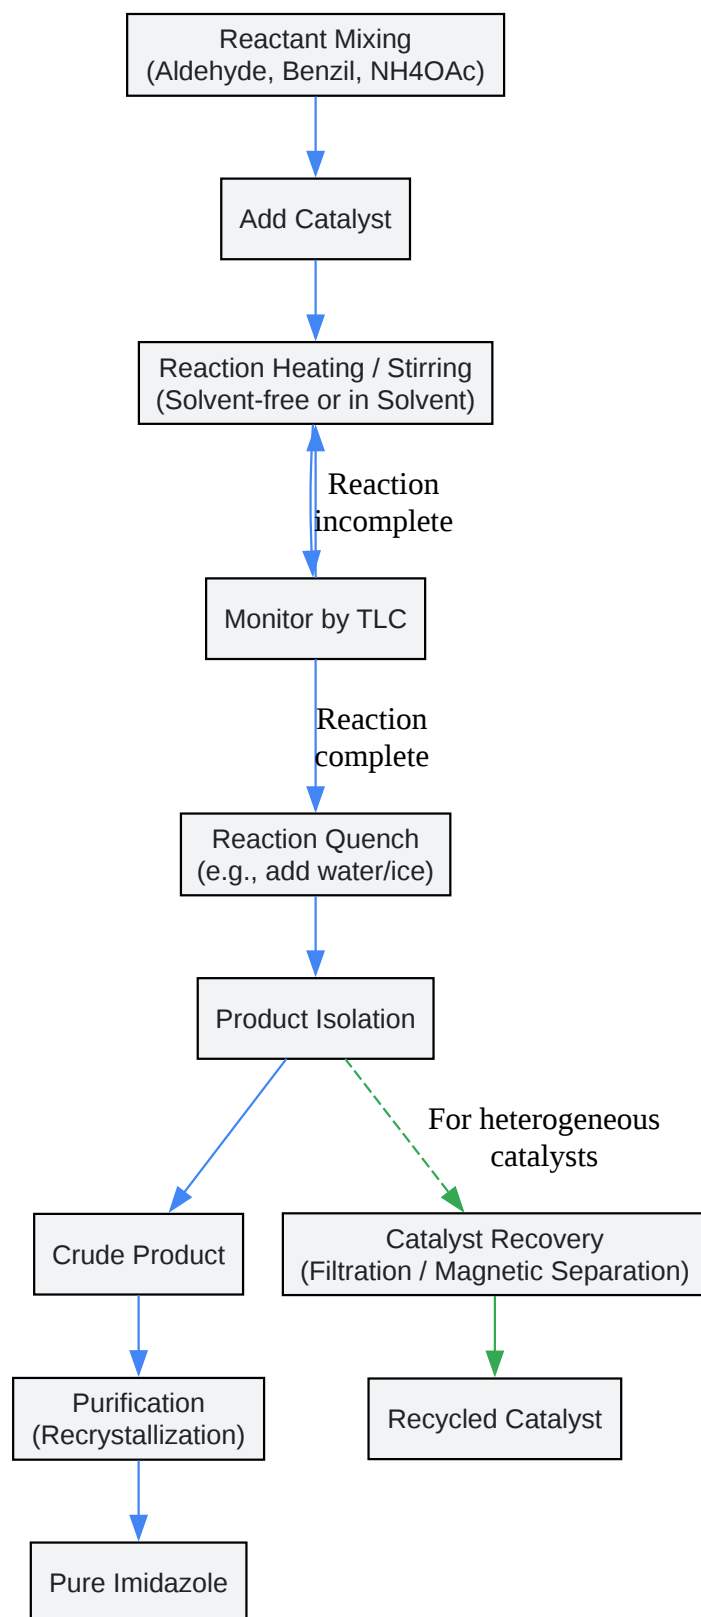 Reactant Mixing
(Aldehyde, Benzil, NH4OAc)
Add Catalyst
Reaction Heating / Stirring
(Solvent-free or in Solvent)
Reaction
incomplete
Monitor by TLC
Reaction
complete
Reaction Quench
(e.g., add water/ice)
Product Isolation
For heterogeneous
catalysts
Crude Product
Catalyst Recovery
(Filtration / Magnetic Separation)
Purification
(Recrystallization)
Recycled Catalyst
Pure Imidazole